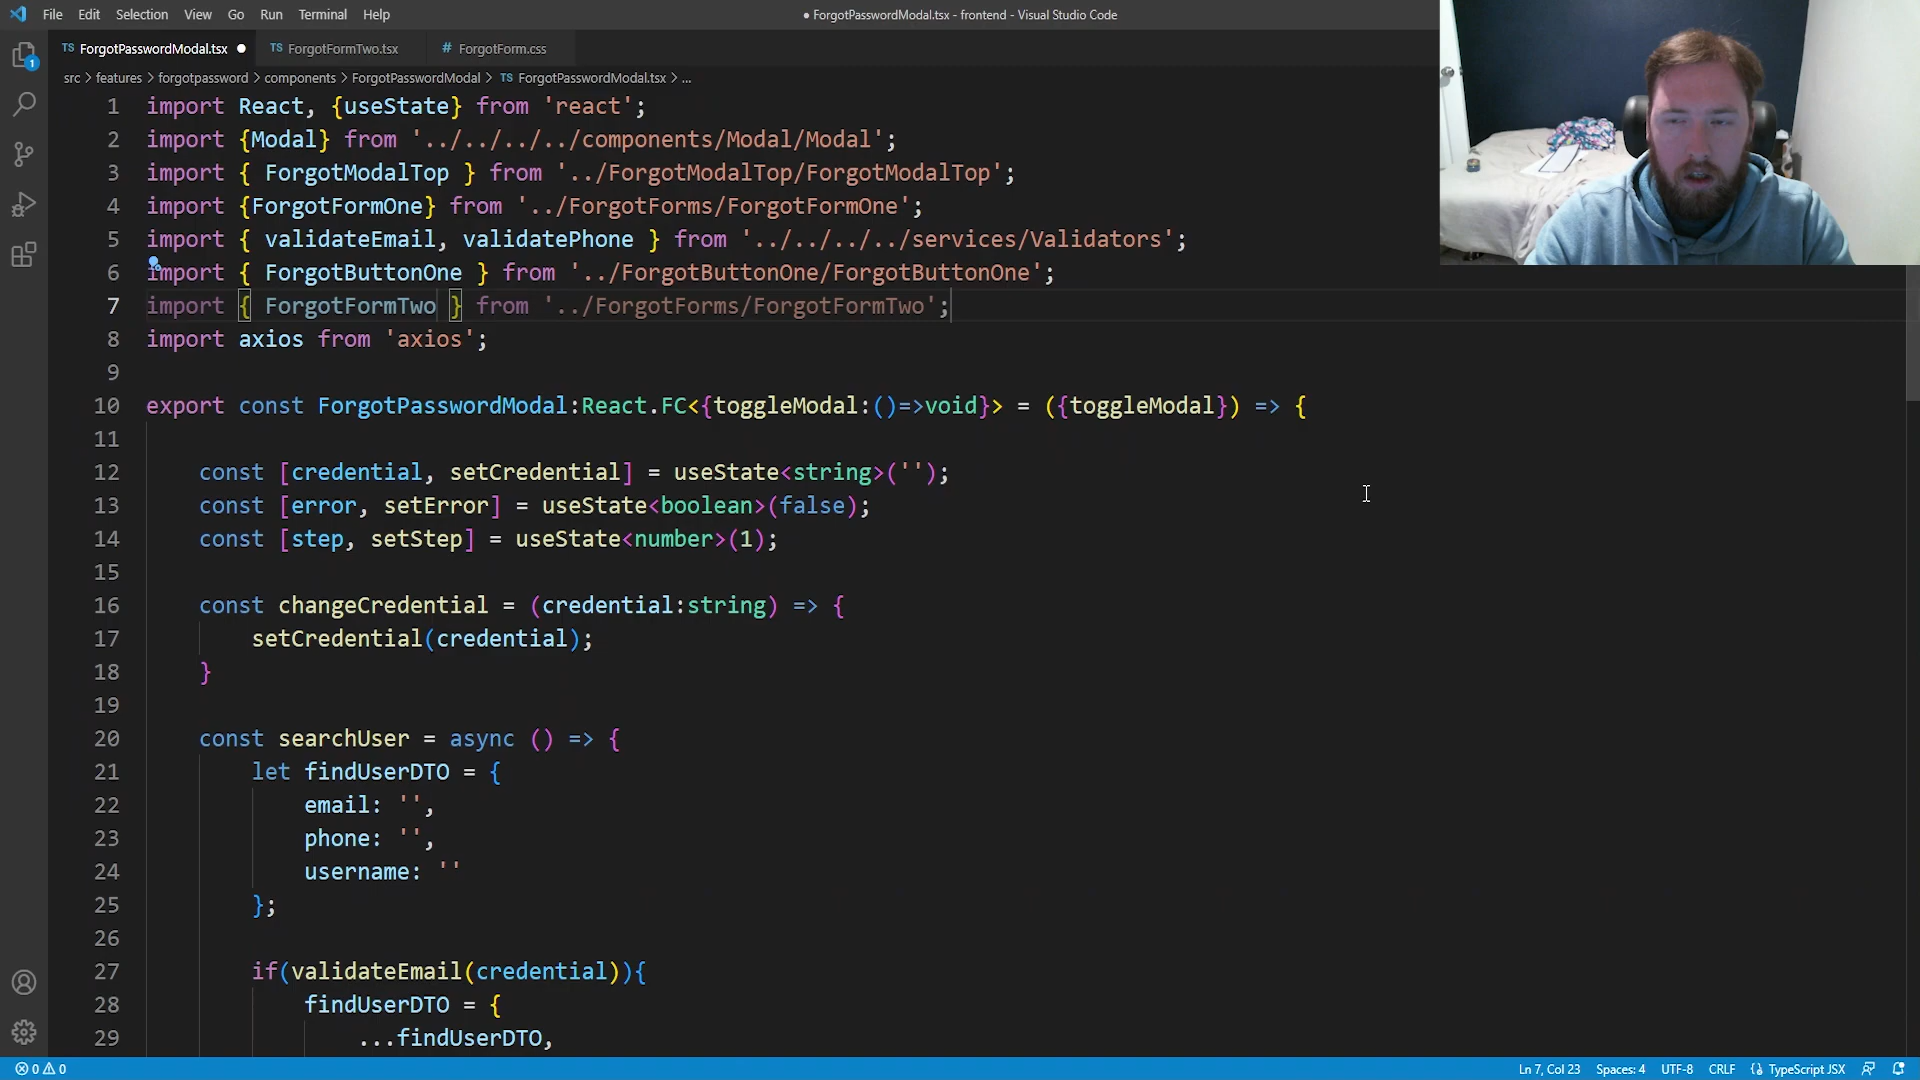 File Edit Selection View Go Run Terminal Help
● ForgotPasswordModal.tsx - frontend - Visual Studio Code
TS ForgotPasswordModal.tsx ●
TS ForgotFormTwo.tsx
# ForgotForm.css
src > features > forgotpassword > components > ForgotPasswordModal > TS ForgotPasswordModal.tsx > ...
1
1 import React, {useState} from 'react';
2 import {Modal} from '../../../../components/Modal/Modal';
3 import { ForgotModalTop } from '../ForgotModalTop/ForgotModalTop';
4 import {ForgotFormOne} from '../ForgotForms/ForgotFormOne';
5 import { validateEmail, validatePhone } from '../../../../services/Validators';
6 import { ForgotButtonOne } from '../ForgotButtonOne/ForgotButtonOne';
7 import { ForgotFormTwo } from '../ForgotForms/ForgotFormTwo';
8 import axios from 'axios';
9
10 export const ForgotPasswordModal:React.FC<{toggleModal:()=>void}> = ({toggleModal}) => {
11
12 const [credential, setCredential] = useState<string>('');
13 const [error, setError] = useState<boolean>(false);
14 const [step, setStep] = useState<number>(1);
15
16 const changeCredential = (credential:string) => {
17 setCredential(credential);
18 }
19
20 const searchUser = async () => {
21 let findUserDTO = {
22 email: '',
23 phone: '',
24 username: ''
25 };
26
27 if(validateEmail(credential)){
28 findUserDTO = {
29 ...findUserDTO,
0 0
Ln 7, Col 23 Spaces: 4 UTF-8 CRLF {} TypeScript JSX